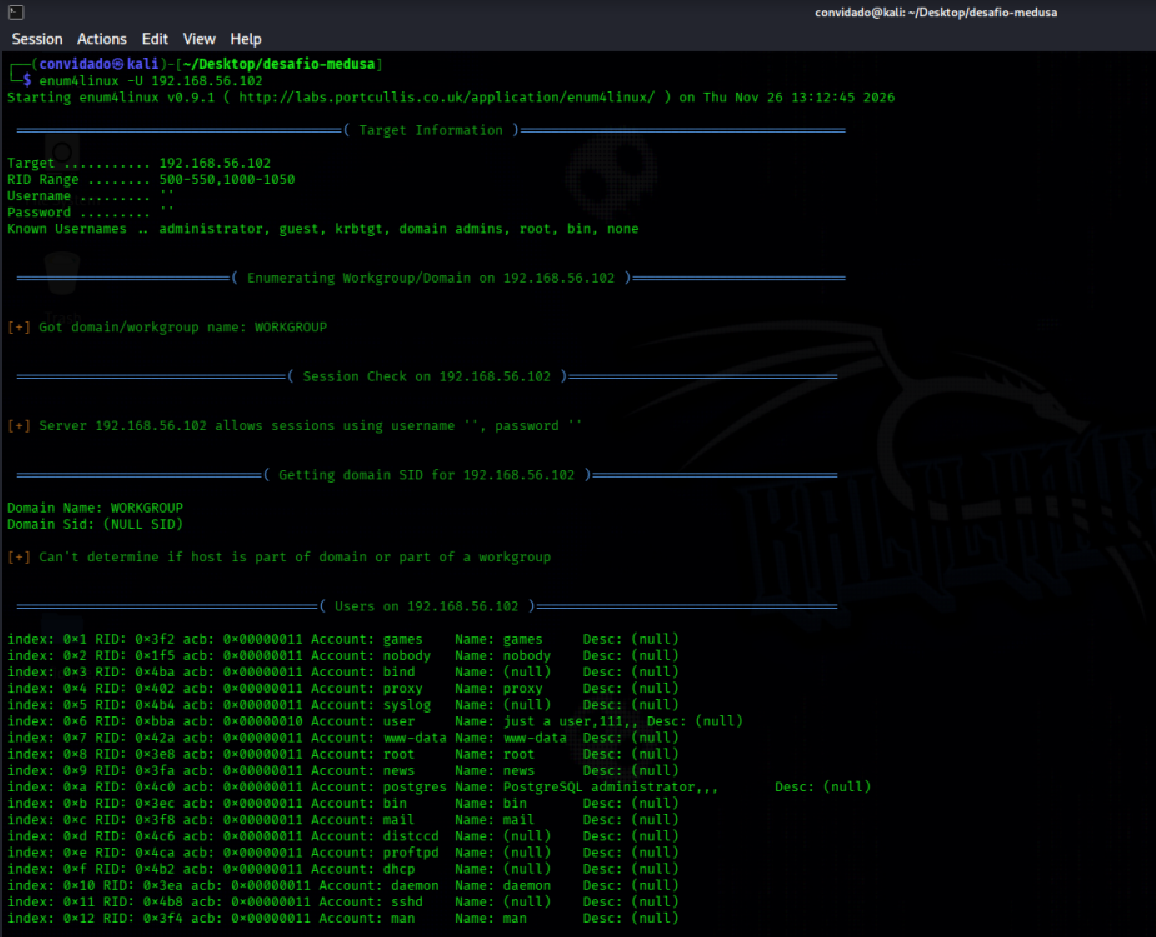 convidado@kali: ~/Desktop/desafio-medusa
Session Actions Edit View Help
┌──(convidado㉿kali)-[~/Desktop/desafio-medusa]
└─$ enum4linux -U 192.168.56.102
Starting enum4linux v0.9.1 ( http://labs.portcullis.co.uk/application/enum4linux/ ) on Thu Nov 26 13:12:45 2026
( Target Information )
Target ........... 192.168.56.102
RID Range ........ 500-550,1000-1050
Username ......... ''
Password ......... ''
Known Usernames .. administrator, guest, krbtgt, domain admins, root, bin, none
( Enumerating Workgroup/Domain on 192.168.56.102 )
[+] Got domain/workgroup name: WORKGROUP
( Session Check on 192.168.56.102 )
[+] Server 192.168.56.102 allows sessions using username '', password ''
( Getting domain SID for 192.168.56.102 )
Domain Name: WORKGROUP
Domain Sid: (NULL SID)
[+] Can't determine if host is part of domain or part of a workgroup
( Users on 192.168.56.102 )
index: 0×1 RID: 0×3f2 acb: 0×00000011 Account: games Name: games Desc: (null)
index: 0×2 RID: 0×1f5 acb: 0×00000011 Account: nobody Name: nobody Desc: (null)
index: 0×3 RID: 0×4ba acb: 0×00000011 Account: bind Name: (null) Desc: (null)
index: 0×4 RID: 0×402 acb: 0×00000011 Account: proxy Name: proxy Desc: (null)
index: 0×5 RID: 0×4b4 acb: 0×00000011 Account: syslog Name: (null) Desc: (null)
index: 0×6 RID: 0×bba acb: 0×00000010 Account: user Name: just a user,111,, Desc: (null)
index: 0×7 RID: 0×42a acb: 0×00000011 Account: www-data Name: www-data Desc: (null)
index: 0×8 RID: 0×3e8 acb: 0×00000011 Account: root Name: root Desc: (null)
index: 0×9 RID: 0×3fa acb: 0×00000011 Account: news Name: news Desc: (null)
index: 0×a RID: 0×4c0 acb: 0×00000011 Account: postgres Name: PostgreSQL administrator,,, Desc: (null)
index: 0×b RID: 0×3ec acb: 0×00000011 Account: bin Name: bin Desc: (null)
index: 0×c RID: 0×3f8 acb: 0×00000011 Account: mail Name: mail Desc: (null)
index: 0×d RID: 0×4c6 acb: 0×00000011 Account: distccd Name: (null) Desc: (null)
index: 0×e RID: 0×4ca acb: 0×00000011 Account: proftpd Name: (null) Desc: (null)
index: 0×f RID: 0×4b2 acb: 0×00000011 Account: dhcp Name: (null) Desc: (null)
index: 0×10 RID: 0×3ea acb: 0×00000011 Account: daemon Name: daemon Desc: (null)
index: 0×11 RID: 0×4b8 acb: 0×00000011 Account: sshd Name: (null) Desc: (null)
index: 0×12 RID: 0×3f4 acb: 0×00000011 Account: man Name: man Desc: (null)